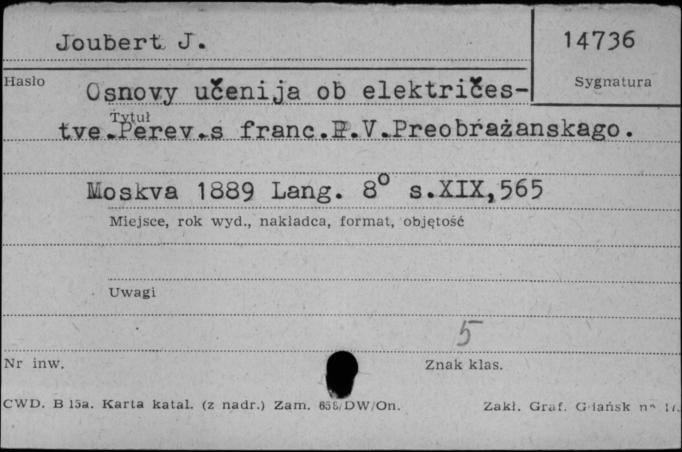 Joubert J.
14736
Hasło
Sygnatura
Osnovy učenija ob električes-
Tytuł
tve.Perev.s franc.P.V.Preobrażanskago.
Moskva 1889 Lang. 8° s.XIX,565
Miejsce, rok wyd., nakładca, format, objętość
Uwagi
5
Nr inw.
Znak klas.
CWD. B 15a. Karta katal. (z nadr.) Zam. 658/DW/On.
Zakł. Graf. Gdańsk